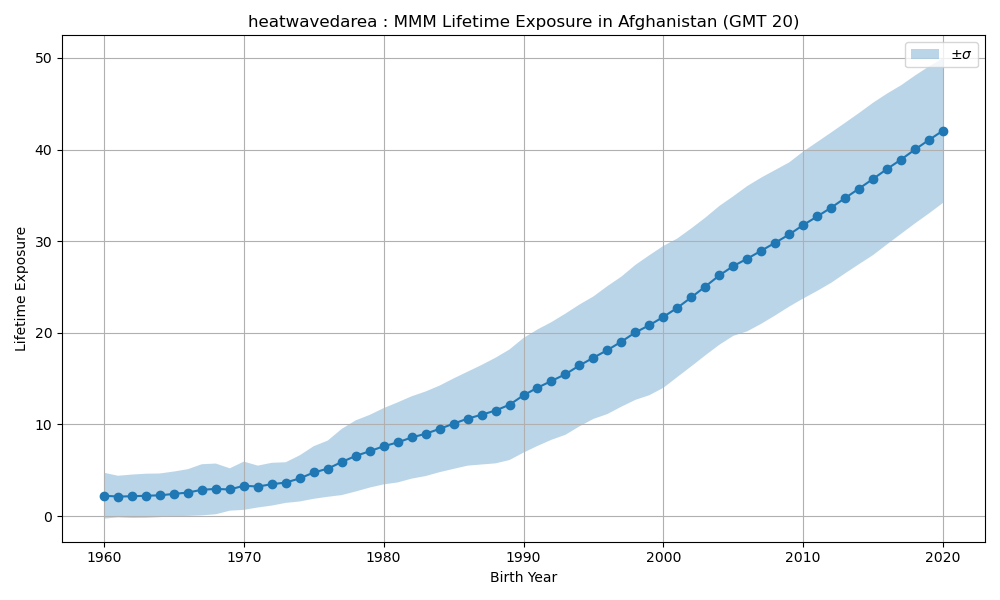 heatwavedarea : MMM Lifetime Exposure in Afghanistan (GMT 20)
±σ
Lifetime Exposure
50
40
30
20
10
0
1960 1970 1980 1990 2000 2010 2020
Birth Year